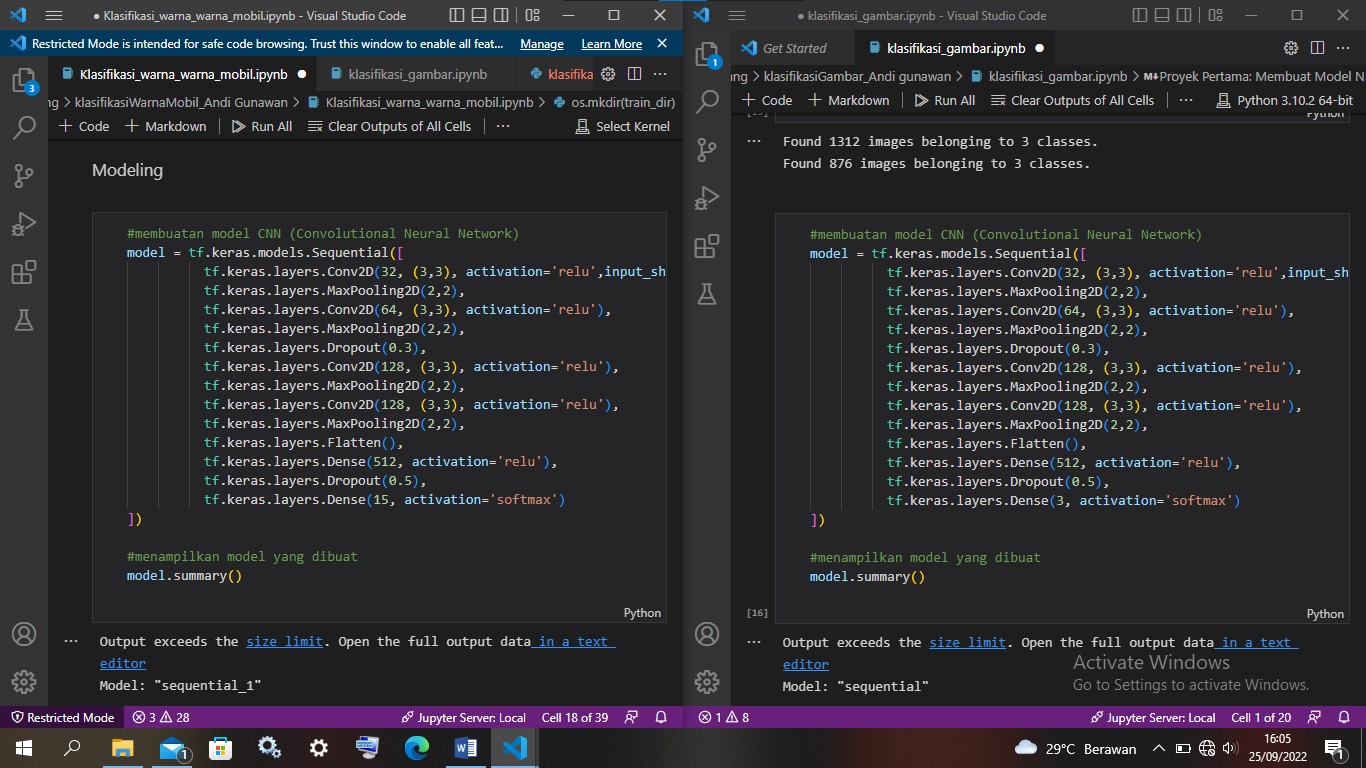 ● Klasifikasi_warna_warna_mobil.ipynb - Visual Studio Code
Restricted Mode is intended for safe code browsing. Trust this window to enable all feat... Manage Learn More
Klasifikasi_warna_warna_mobil.ipynb ● klasifikasi_gambar.ipynb klasifika ...
ng > klasifikasiWarnaMobil_Andi Gunawan > Klasifikasi_warna_warna_mobil.ipynb > os.mkdir(train_dir)
+ Code + Markdown Run All Clear Outputs of All Cells ... Select Kernel
3
Modeling
#membuatan model CNN (Convolutional Neural Network)
model = tf.keras.models.Sequential([
tf.keras.layers.Conv2D(32, (3,3), activation='relu',input_sh
tf.keras.layers.MaxPooling2D(2,2),
tf.keras.layers.Conv2D(64, (3,3), activation='relu'),
tf.keras.layers.MaxPooling2D(2,2),
tf.keras.layers.Dropout(0.3),
tf.keras.layers.Conv2D(128, (3,3), activation='relu'),
tf.keras.layers.MaxPooling2D(2,2),
tf.keras.layers.Conv2D(128, (3,3), activation='relu'),
tf.keras.layers.MaxPooling2D(2,2),
tf.keras.layers.Flatten(),
tf.keras.layers.Dense(512, activation='relu'),
tf.keras.layers.Dropout(0.5),
tf.keras.layers.Dense(15, activation='softmax')
])
#menampilkan model yang dibuat
model.summary()
Python
... Output exceeds the size limit. Open the full output data in a text
editor
Model: "sequential_1"
Restricted Mode 3 28 Jupyter Server: Local Cell 18 of 39
● klasifikasi_gambar.ipynb - Visual Studio Code
Get Started klasifikasi_gambar.ipynb ● ...
ng > klasifikasiGambar_Andi gunawan > klasifikasi_gambar.ipynb > M↓Proyek Pertama: Membuat Model N
+ Code + Markdown Run All Clear Outputs of All Cells ... Python 3.10.2 64-bit
1
Python
... Found 1312 images belonging to 3 classes.
Found 876 images belonging to 3 classes.
#membuatan model CNN (Convolutional Neural Network)
model = tf.keras.models.Sequential([
tf.keras.layers.Conv2D(32, (3,3), activation='relu',input_sh
tf.keras.layers.MaxPooling2D(2,2),
tf.keras.layers.Conv2D(64, (3,3), activation='relu'),
tf.keras.layers.MaxPooling2D(2,2),
tf.keras.layers.Dropout(0.3),
tf.keras.layers.Conv2D(128, (3,3), activation='relu'),
tf.keras.layers.MaxPooling2D(2,2),
tf.keras.layers.Conv2D(128, (3,3), activation='relu'),
tf.keras.layers.MaxPooling2D(2,2),
tf.keras.layers.Flatten(),
tf.keras.layers.Dense(512, activation='relu'),
tf.keras.layers.Dropout(0.5),
tf.keras.layers.Dense(3, activation='softmax')
])
#menampilkan model yang dibuat
model.summary()
[16] Python
... Output exceeds the size limit. Open the full output data in a text
editor
Model: "sequential"
Activate Windows
Go to Settings to activate Windows.
1 8 Jupyter Server: Local Cell 1 of 20
1 29°C Berawan 16:05
25/09/2022 1